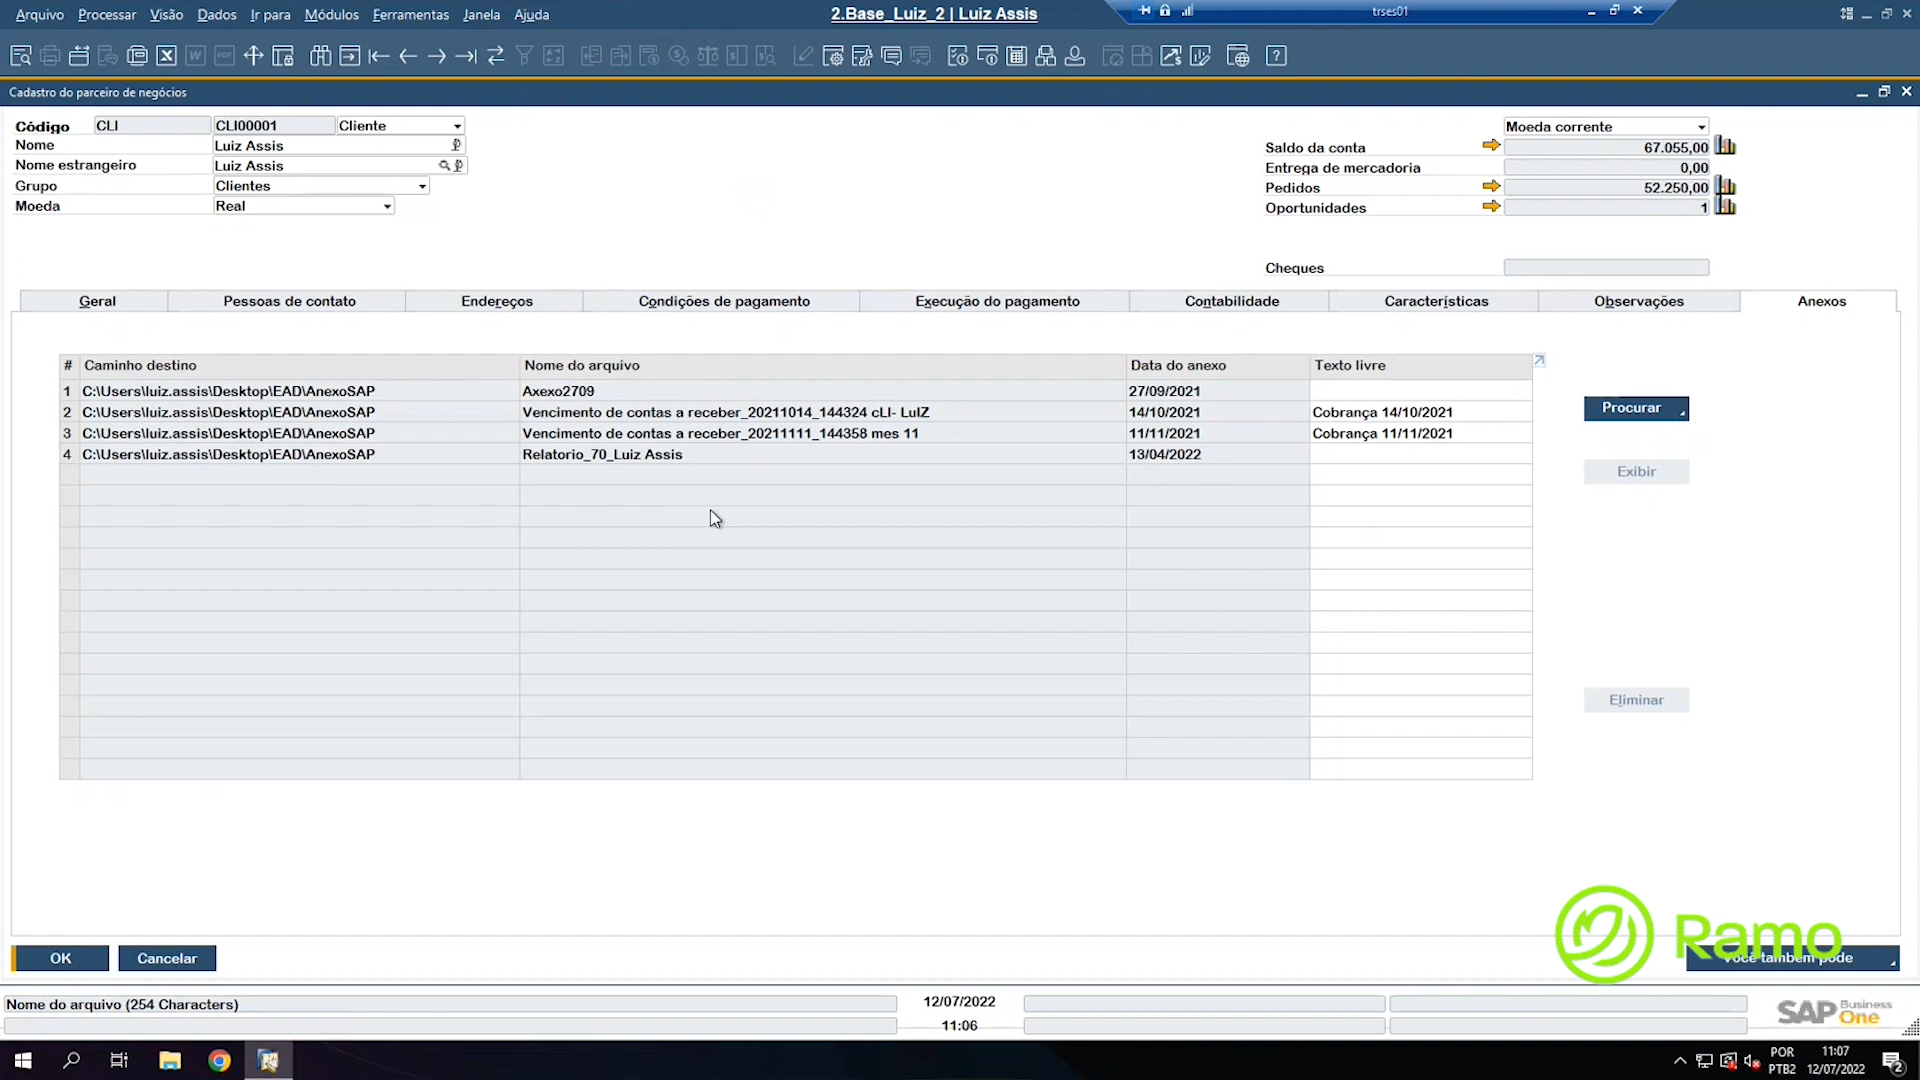 Arquivo Processar Visão Dados Ir para Módulos Ferramentas Janela Ajuda
2.Base_Luiz_2 | Luiz Assis
trses01
Cadastro do parceiro de negócios
Código CLI CLI00001 Cliente
Nome Luiz Assis
Nome estrangeiro Luiz Assis
Grupo Clientes
Moeda Real
Moeda corrente
Saldo da conta 67.055,00
Entrega de mercadoria 0,00
Pedidos 52.250,00
Oportunidades 1
Cheques
Geral Pessoas de contato Endereços Condições de pagamento Execução do pagamento Contabilidade Características Observações Anexos
# Caminho destino Nome do arquivo Data do anexo Texto livre
1 C:\Users\luiz.assis\Desktop\EAD\AnexoSAP Axexo2709 27/09/2021
2 C:\Users\luiz.assis\Desktop\EAD\AnexoSAP Vencimento de contas a receber_20211014_144324 cLI- LuIZ 14/10/2021 Cobrança 14/10/2021
3 C:\Users\luiz.assis\Desktop\EAD\AnexoSAP Vencimento de contas a receber_20211111_144358 mes 11 11/11/2021 Cobrança 11/11/2021
4 C:\Users\luiz.assis\Desktop\EAD\AnexoSAP Relatorio_70_Luiz Assis 13/04/2022
Procurar
Exibir
Eliminar
Ramo
OK Cancelar Você também pode
Nome do arquivo (254 Characters) 12/07/2022
11:06
SAP Business One
POR
PTB2
11:07
12/07/2022
2